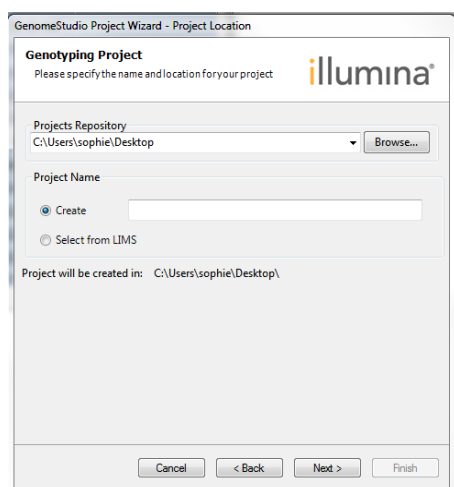 GenomeStudio Project Wizard - Project Location
Genotyping Project
Please specify the name and location for your project
illumina®
Projects Repository
C:\Users\sophie\Desktop
Browse...
Project Name
Create
Select from LIMS
Project will be created in: C:\Users\sophie\Desktop\
Cancel < Back Next > Finish